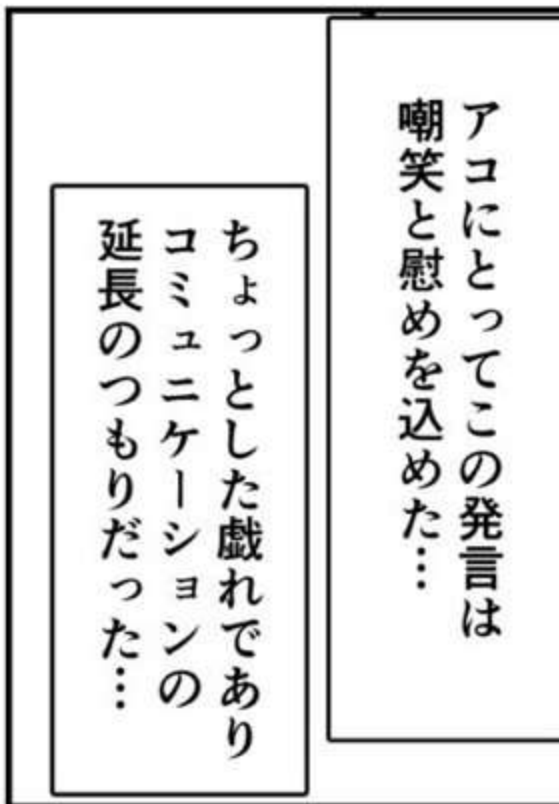 アコにとってこの発言は
嘲笑と慰めを込めた…
ちょっとした戯れであり
コミュニケーションの
延長のつもりだった…